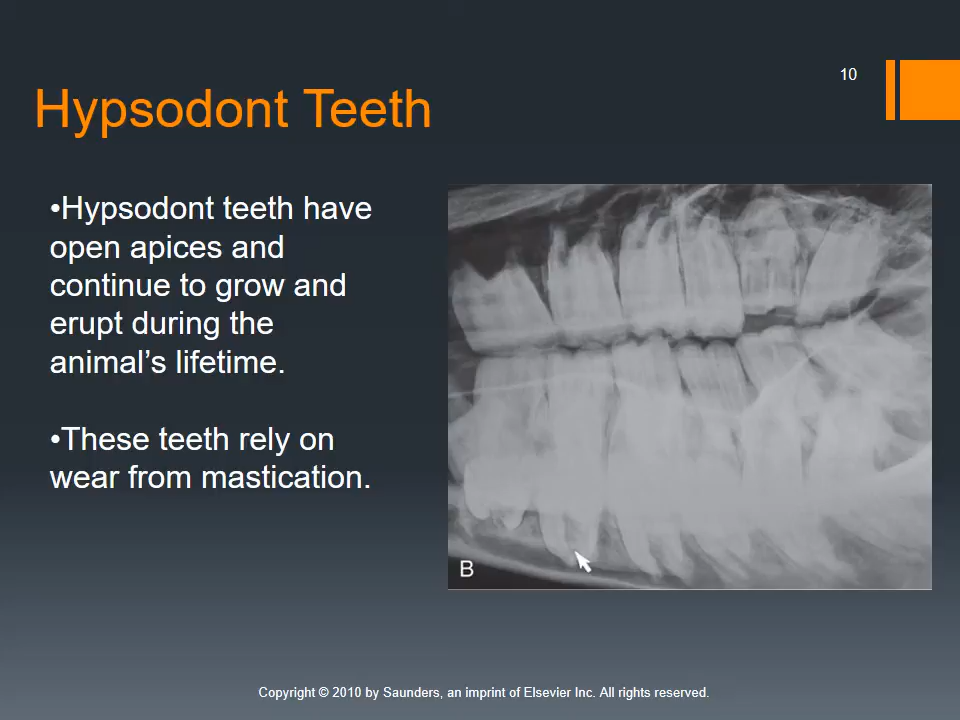 10
Hypsodont Teeth
•Hypsodont teeth have
open apices and
continue to grow and
erupt during the
animal’s lifetime.
•These teeth rely on
wear from mastication.
B
Copyright © 2010 by Saunders, an imprint of Elsevier Inc. All rights reserved.